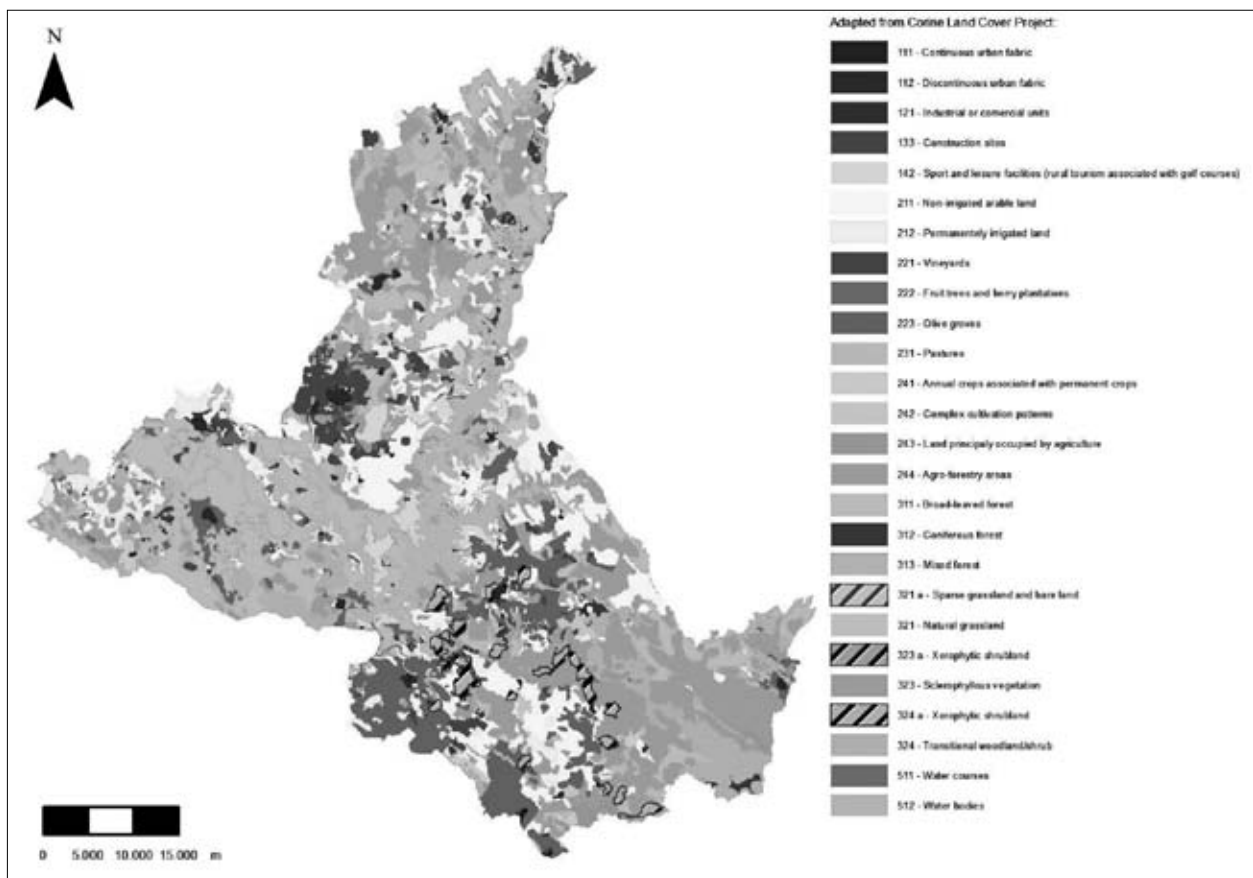 Adapted from Corine Land Cover Project:
N
111 - Continuous urban fabric
112 - Discontinuous urban fabric
121 - Industrial or comercial units
133 - Construction sites
142 - Sport and leisure facilities (rural tourism associated with golf courses)
211 - Non-irrigated arable land
212 - Permanentely irrigated land
221 - Vineyards
222 - Fruit trees and berry plantations
223 - Olive groves
231 - Pastures
241 - Annual crops associated with permanent crops
242 - Complex cultivation patterns
243 - Land principaly occupied by agriculture
244 - Agro-forestry areas
311 - Broad-leaved forest
312 - Coniferous forest
313 - Mixed forest
321 a - Sparse grassland and bare land
321 - Natural grassland
323 a - Xerophytic shrubland
323 - Sclerophyllous vegetation
324 a - Xerophytic shrubland
324 - Transitional woodland/shrub
511 - Water courses
512 - Water bodies
0 5.000 10.000 15.000 m